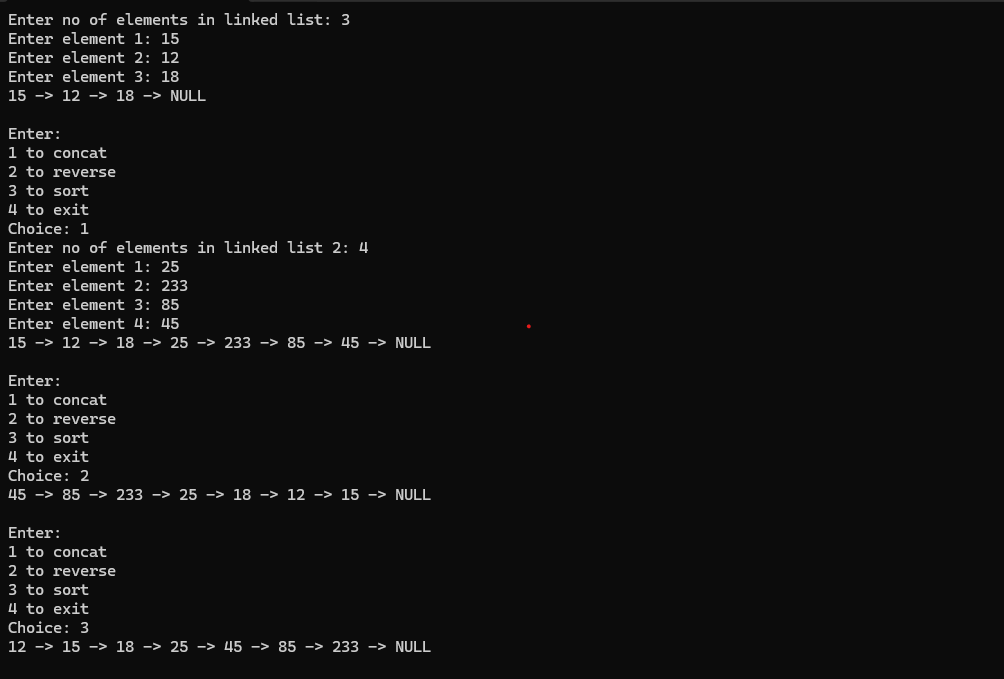 Enter no of elements in linked list: 3
Enter element 1: 15
Enter element 2: 12
Enter element 3: 18
15 -> 12 -> 18 -> NULL

Enter:
1 to concat
2 to reverse
3 to sort
4 to exit
Choice: 1
Enter no of elements in linked list 2: 4
Enter element 1: 25
Enter element 2: 233
Enter element 3: 85
Enter element 4: 45
15 -> 12 -> 18 -> 25 -> 233 -> 85 -> 45 -> NULL

Enter:
1 to concat
2 to reverse
3 to sort
4 to exit
Choice: 2
45 -> 85 -> 233 -> 25 -> 18 -> 12 -> 15 -> NULL

Enter:
1 to concat
2 to reverse
3 to sort
4 to exit
Choice: 3
12 -> 15 -> 18 -> 25 -> 45 -> 85 -> 233 -> NULL